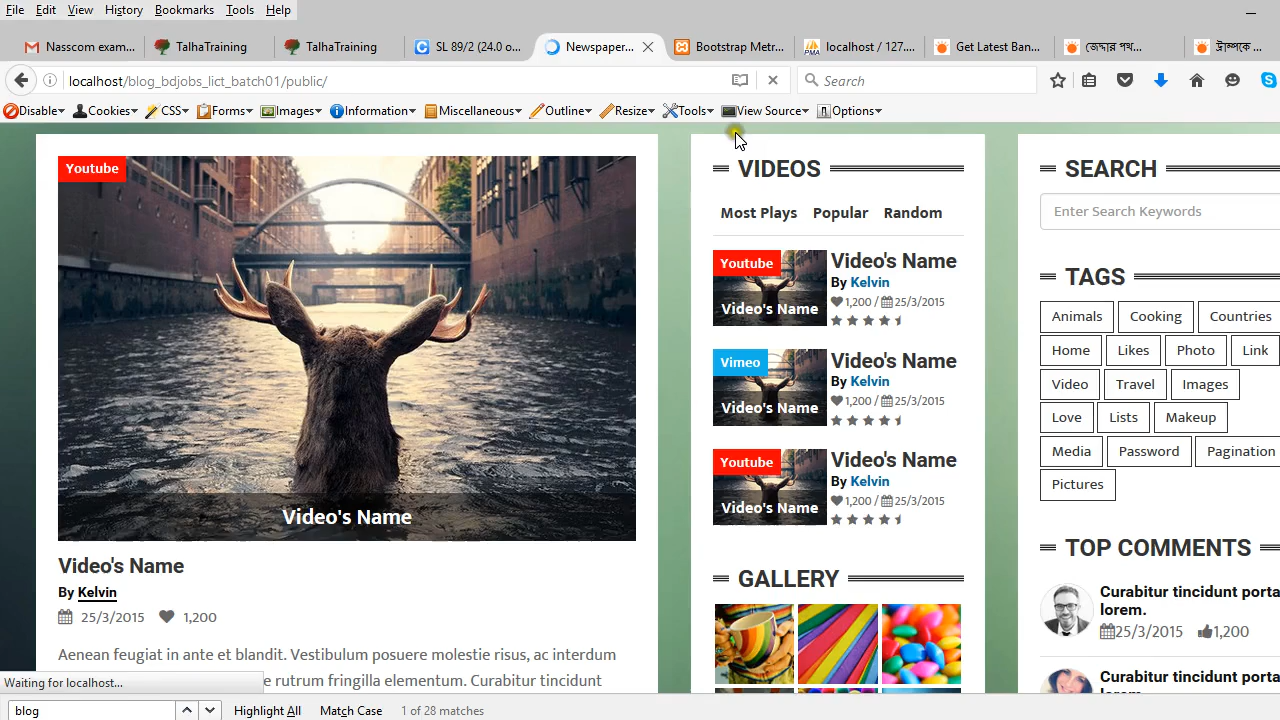 File Edit View History Bookmarks Tools Help
Nasscom exam...
TalhaTraining
TalhaTraining
SL 89/2 (24.0 o...
Newspaper...
Bootstrap Metr...
localhost / 127....
Get Latest Ban...
জেদ্দার পথ...
ট্রাম্পকে ...
localhost/blog_bdjobs_lict_batch01/public/
Search
Disable Cookies CSS Forms Images Information Miscellaneous Outline Resize Tools View Source Options
Youtube
Video's Name
Video's Name
By Kelvin
25/3/2015 1,200
Aenean feugiat in ante et blandit. Vestibulum posuere molestie risus, ac interdum
e rutrum fringilla elementum. Curabitur tincidunt
VIDEOS
Most Plays Popular Random
Youtube
Video's Name
Video's Name
By Kelvin
1,200 / 25/3/2015
Vimeo
Video's Name
Video's Name
By Kelvin
1,200 / 25/3/2015
Youtube
Video's Name
Video's Name
By Kelvin
1,200 / 25/3/2015
GALLERY
SEARCH
Enter Search Keywords
TAGS
Animals Cooking Countries
Home Likes Photo Link
Video Travel Images
Love Lists Makeup
Media Password Pagination
Pictures
TOP COMMENTS
Curabitur tincidunt porta
lorem.
25/3/2015 1,200
Curabitur tincidunt porta
Waiting for localhost...
blog
Highlight All Match Case 1 of 28 matches